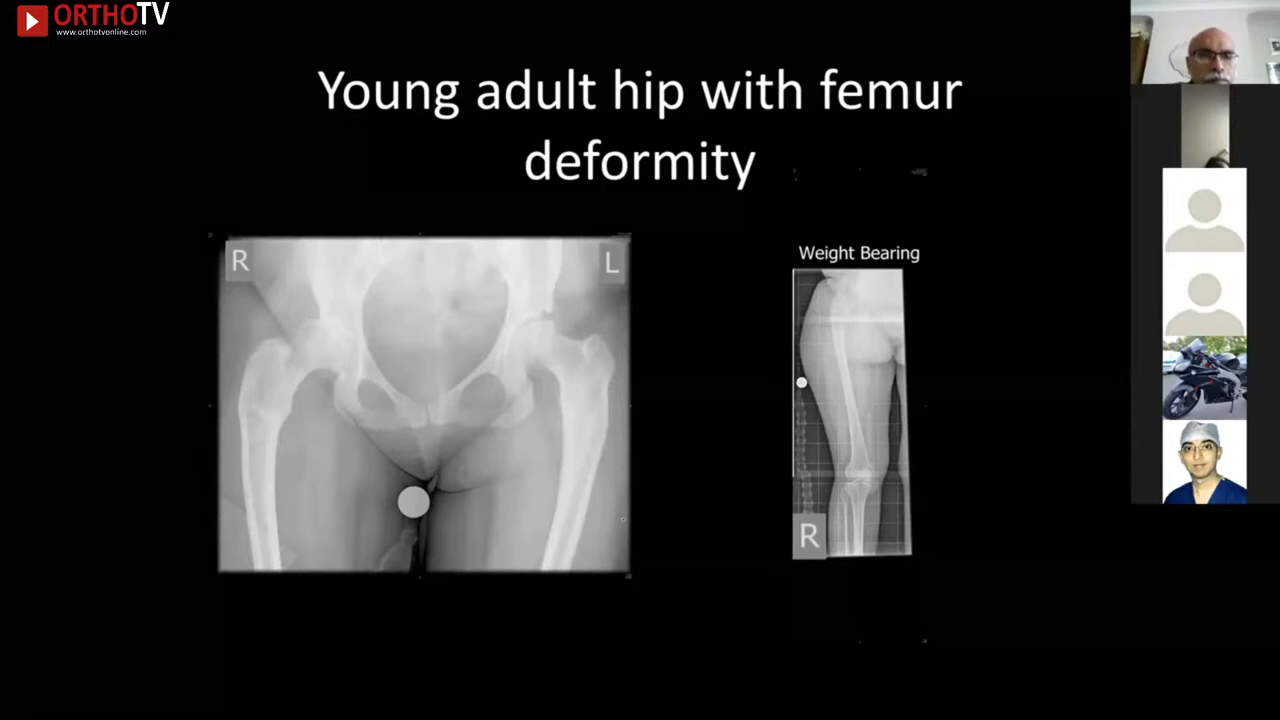 ORTHOTV
www.orthotvonline.com
Young adult hip with femur
deformity
R
L
Weight Bearing
R